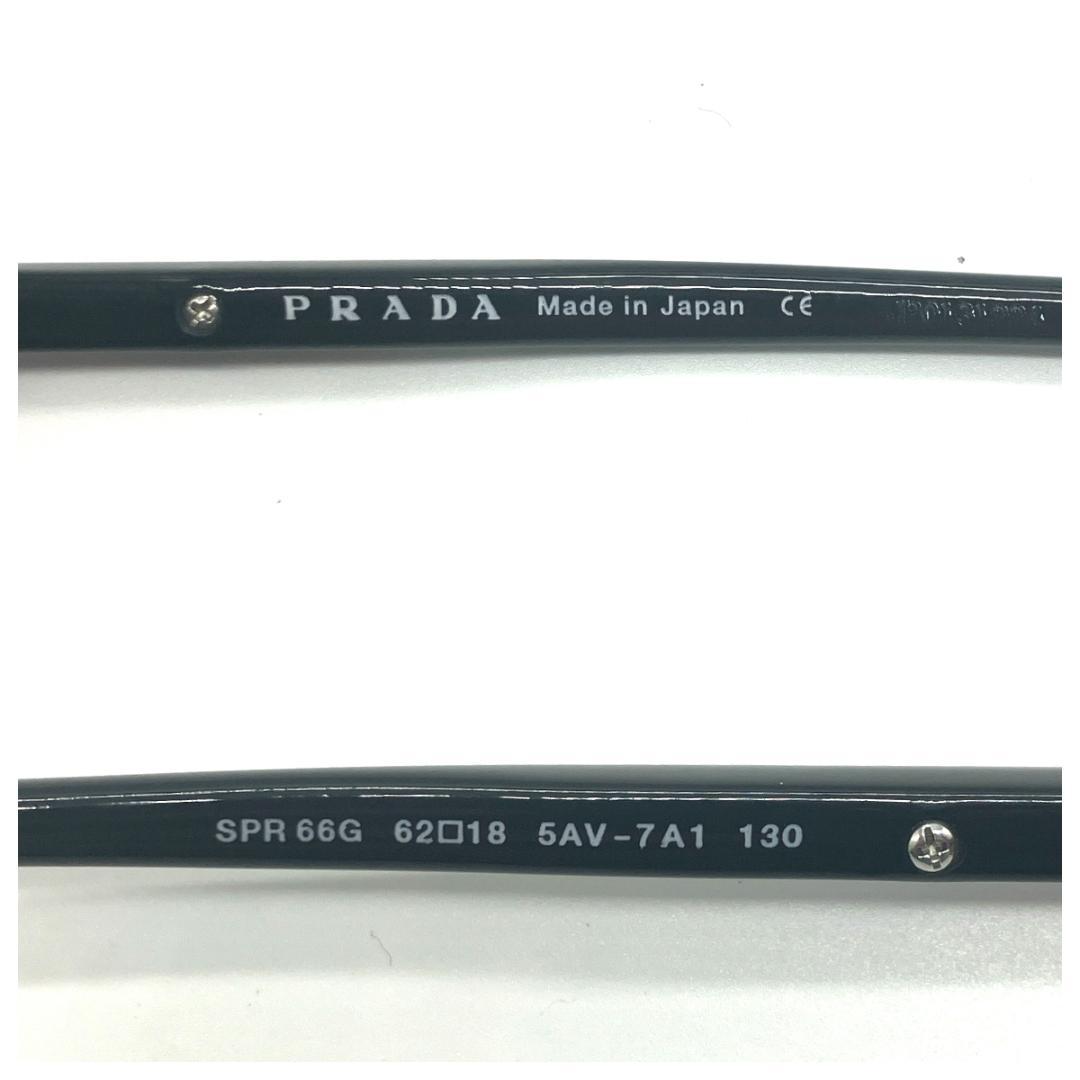 PRADA Made in Japan CE
SPR 66G 62□18 5AV-7A1 130